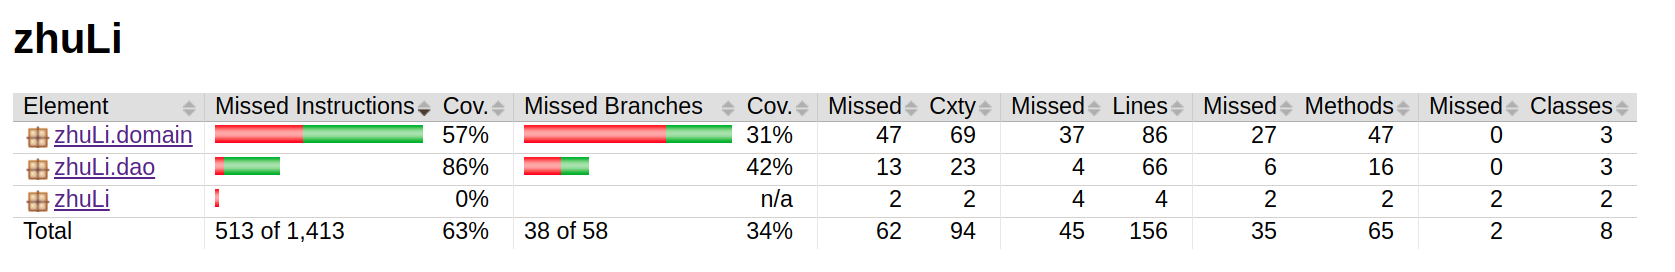 zhuLi
Element Missed Instructions Cov. Missed Branches Cov. Missed Cxty Missed Lines Missed Methods Missed Classes
zhuLi.domain 57% 31% 47 69 37 86 27 47 0 3
zhuLi.dao 86% 42% 13 23 4 66 6 16 0 3
zhuLi 0% n/a 2 2 4 4 2 2 2 2
Total 513 of 1,413 63% 38 of 58 34% 62 94 45 156 35 65 2 8